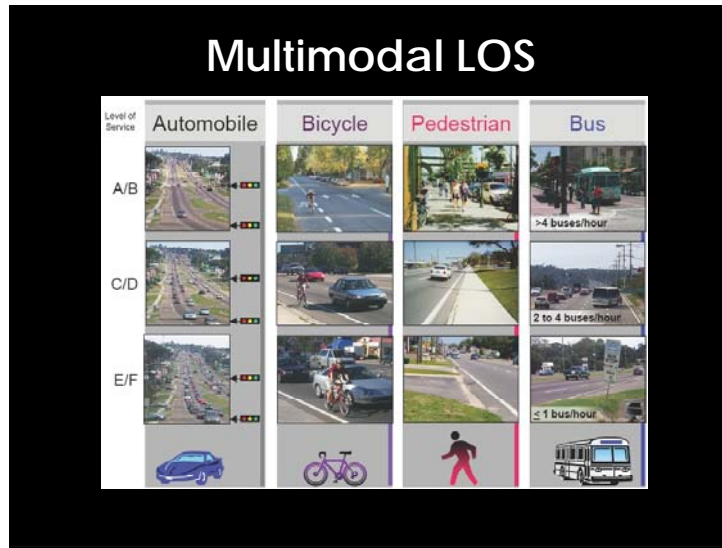 Multimodal LOS
Level of
Service
Automobile
Bicycle
Pedestrian
Bus
A/B
>4 buses/hour
C/D
2 to 4 buses/hour
E/F
≤ 1 bus/hour